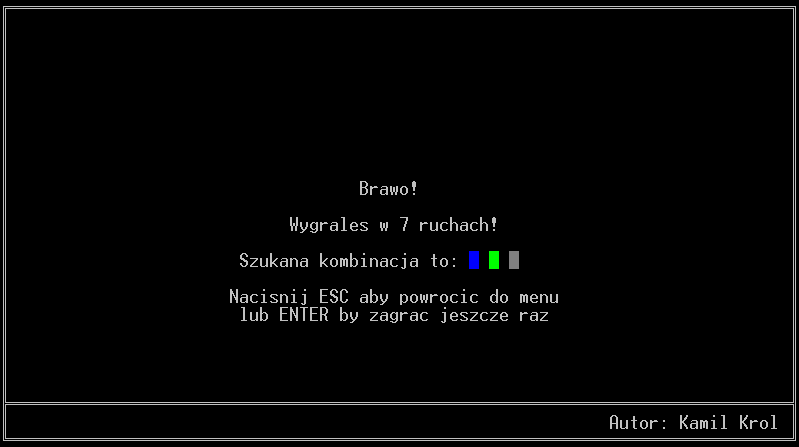 Brawo!
Wygrales w 7 ruchach!
Szukana kombinacja to:
Nacisnij ESC aby powrocic do menu
lub ENTER by zagrac jeszcze raz
Autor: Kamil Krol